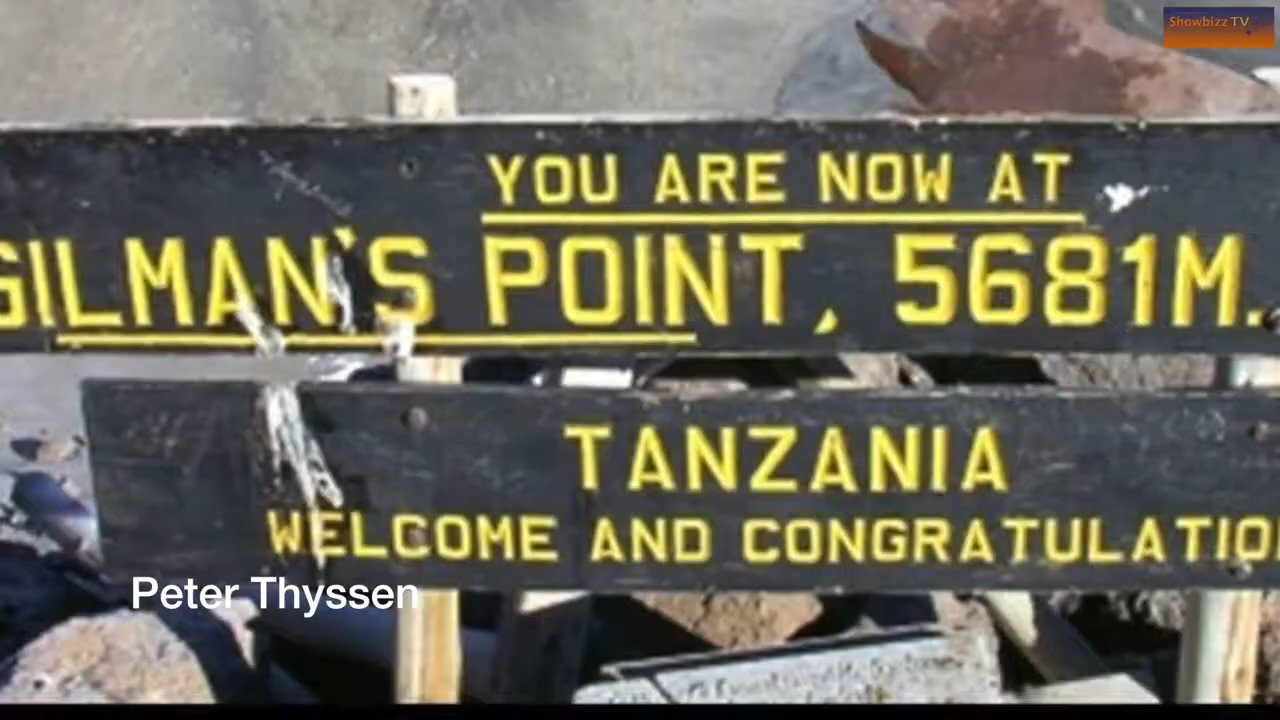 Showbizz TV
YOU ARE NOW AT
GILMAN'S POINT, 5681M.
TANZANIA
WELCOME AND CONGRATULATIO
Peter Thyssen